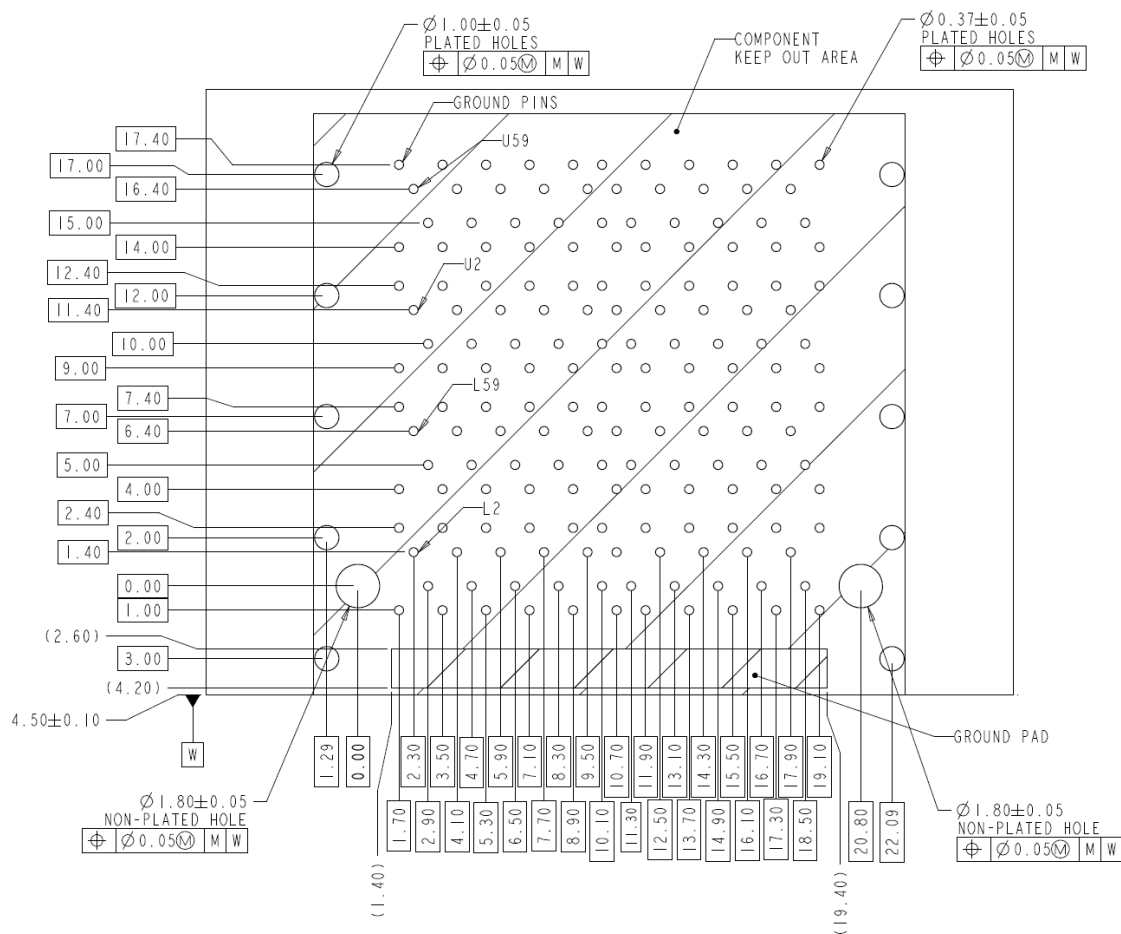 Ø1.00±0.05
PLATED HOLES
⌖ Ø0.05Ⓜ M W
COMPONENT
KEEP OUT AREA
Ø0.37±0.05
PLATED HOLES
⌖ Ø0.05Ⓜ M W
GROUND PINS
U59
17.40
17.00
16.40
15.00
14.00
12.40
12.00
11.40
U2
10.00
9.00
7.40
L59
7.00
6.40
5.00
4.00
2.40
L2
2.00
1.40
0.00
1.00
(2.60)
3.00
(4.20)
4.50±0.10
W
GROUND PAD
1.29
0.00
2.30
3.50
4.70
5.90
7.10
8.30
9.50
10.70
11.90
13.10
14.30
15.50
16.70
17.90
19.10
1.70
2.90
4.10
5.30
6.50
7.70
8.90
10.10
11.30
12.50
13.70
14.90
16.10
17.30
18.50
20.80
22.09
Ø1.80±0.05
NON-PLATED HOLE
⌖ Ø0.05Ⓜ M W
Ø1.80±0.05
NON-PLATED HOLE
⌖ Ø0.05Ⓜ M W
(1.40)
(19.40)